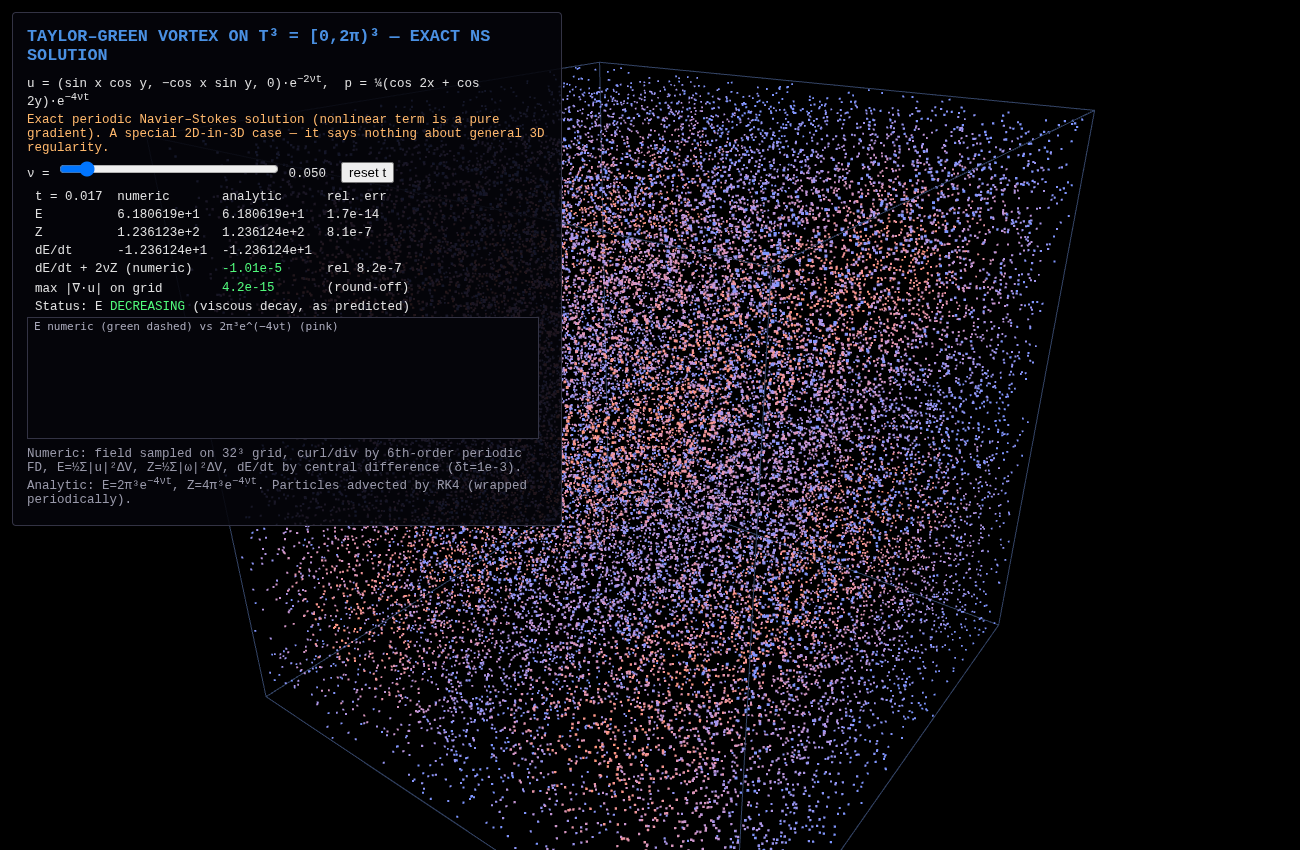 TAYLOR–GREEN VORTEX ON T³ = [0,2π)³ — EXACT NS
SOLUTION
u = (sin x cos y, −cos x sin y, 0)·e⁻²ᵛᵗ, p = ¼(cos 2x + cos
2y)·e⁻⁴ᵛᵗ
Exact periodic Navier–Stokes solution (nonlinear term is a pure
gradient). A special 2D-in-3D case — it says nothing about general 3D
regularity.
ν = 0.050 reset t
t = 0.017 numeric analytic rel. err
E 6.180619e+1 6.180619e+1 1.7e-14
Z 1.236123e+2 1.236124e+2 8.1e-7
dE/dt -1.236124e+1 -1.236124e+1
dE/dt + 2νZ (numeric) -1.01e-5 rel 8.2e-7
max |∇·u| on grid 4.2e-15 (round-off)
Status: E DECREASING (viscous decay, as predicted)
E numeric (green dashed) vs 2π³e^(−4νt) (pink)
Numeric: field sampled on 32³ grid, curl/div by 6th-order periodic
FD, E=½Σ|u|²ΔV, Z=½Σ|ω|²ΔV, dE/dt by central difference (δt=1e-3).
Analytic: E=2π³e⁻⁴ᵛᵗ, Z=4π³e⁻⁴ᵛᵗ. Particles advected by RK4 (wrapped
periodically).